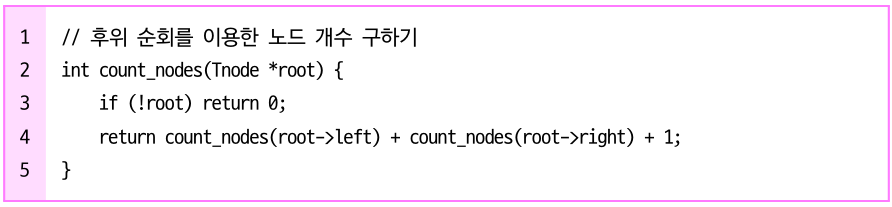 1 // 후위 순회를 이용한 노드 개수 구하기
2 int count_nodes(Tnode *root) {
3 if (!root) return 0;
4 return count_nodes(root->left) + count_nodes(root->right) + 1;
5 }